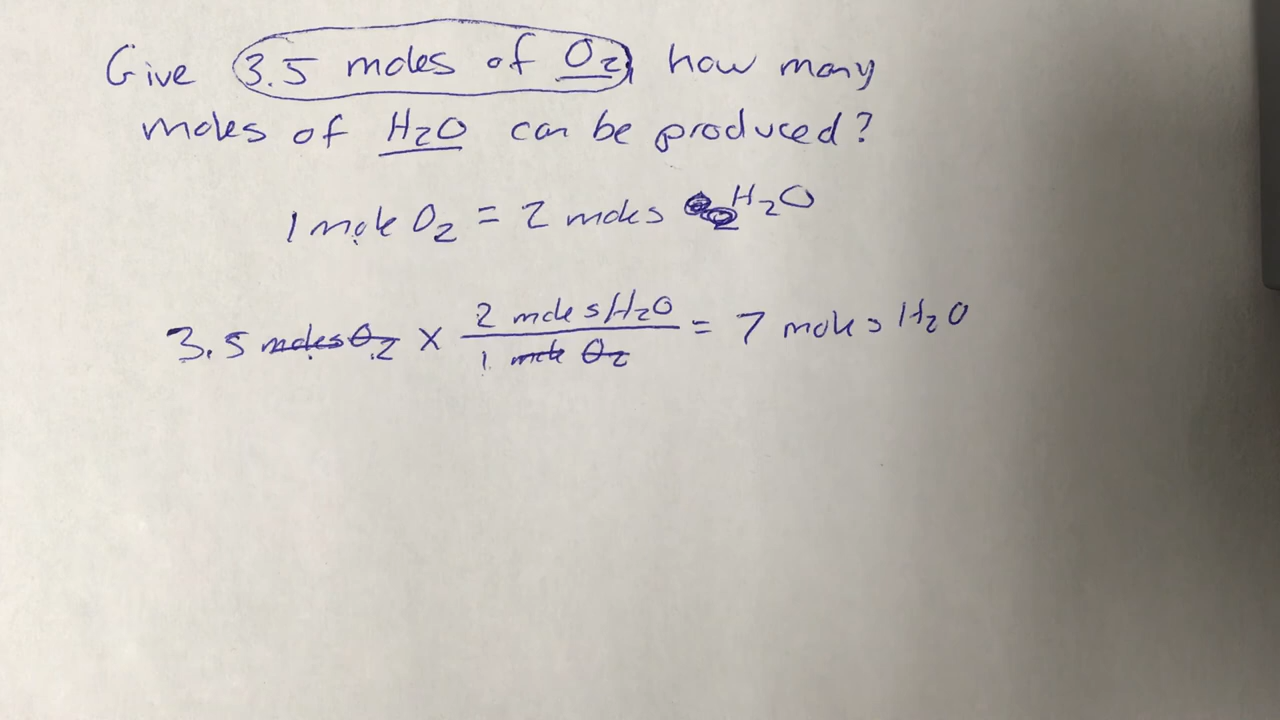 Give 3.5 moles of O2, how many
moles of H2O can be produced?
1 mole O2 = 2 moles H2O
3.5 moles O2 x 2 moles H2O / 1 mole O2 = 7 moles H2O